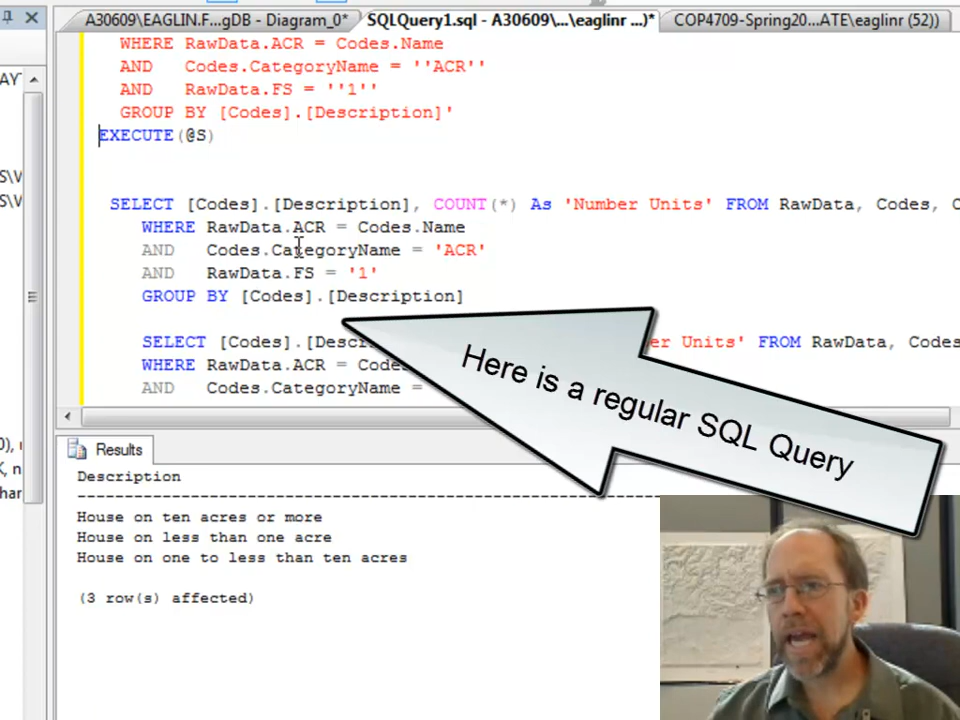 A30609\EAGLIN.F...gDB - Diagram_0*
SQLQuery1.sql - A30609\...\eaglinr ...)*
COP4709-Spring20...ATE\eaglinr (52))
WHERE RawData.ACR = Codes.Name
AND Codes.CategoryName = ''ACR''
AND RawData.FS = ''1''
GROUP BY [Codes].[Description]'
EXECUTE(@S)
SELECT [Codes].[Description], COUNT(*) As 'Number Units' FROM RawData, Codes, C
WHERE RawData.ACR = Codes.Name
AND Codes.CategoryName = 'ACR'
AND RawData.FS = '1'
GROUP BY [Codes].[Description]
SELECT [Codes].[Desc er Units' FROM RawData, Codes
WHERE RawData.ACR = Codes
AND Codes.CategoryName =
Here is a regular SQL Query
Results
Description
House on ten acres or more
House on less than one acre
House on one to less than ten acres
(3 row(s) affected)